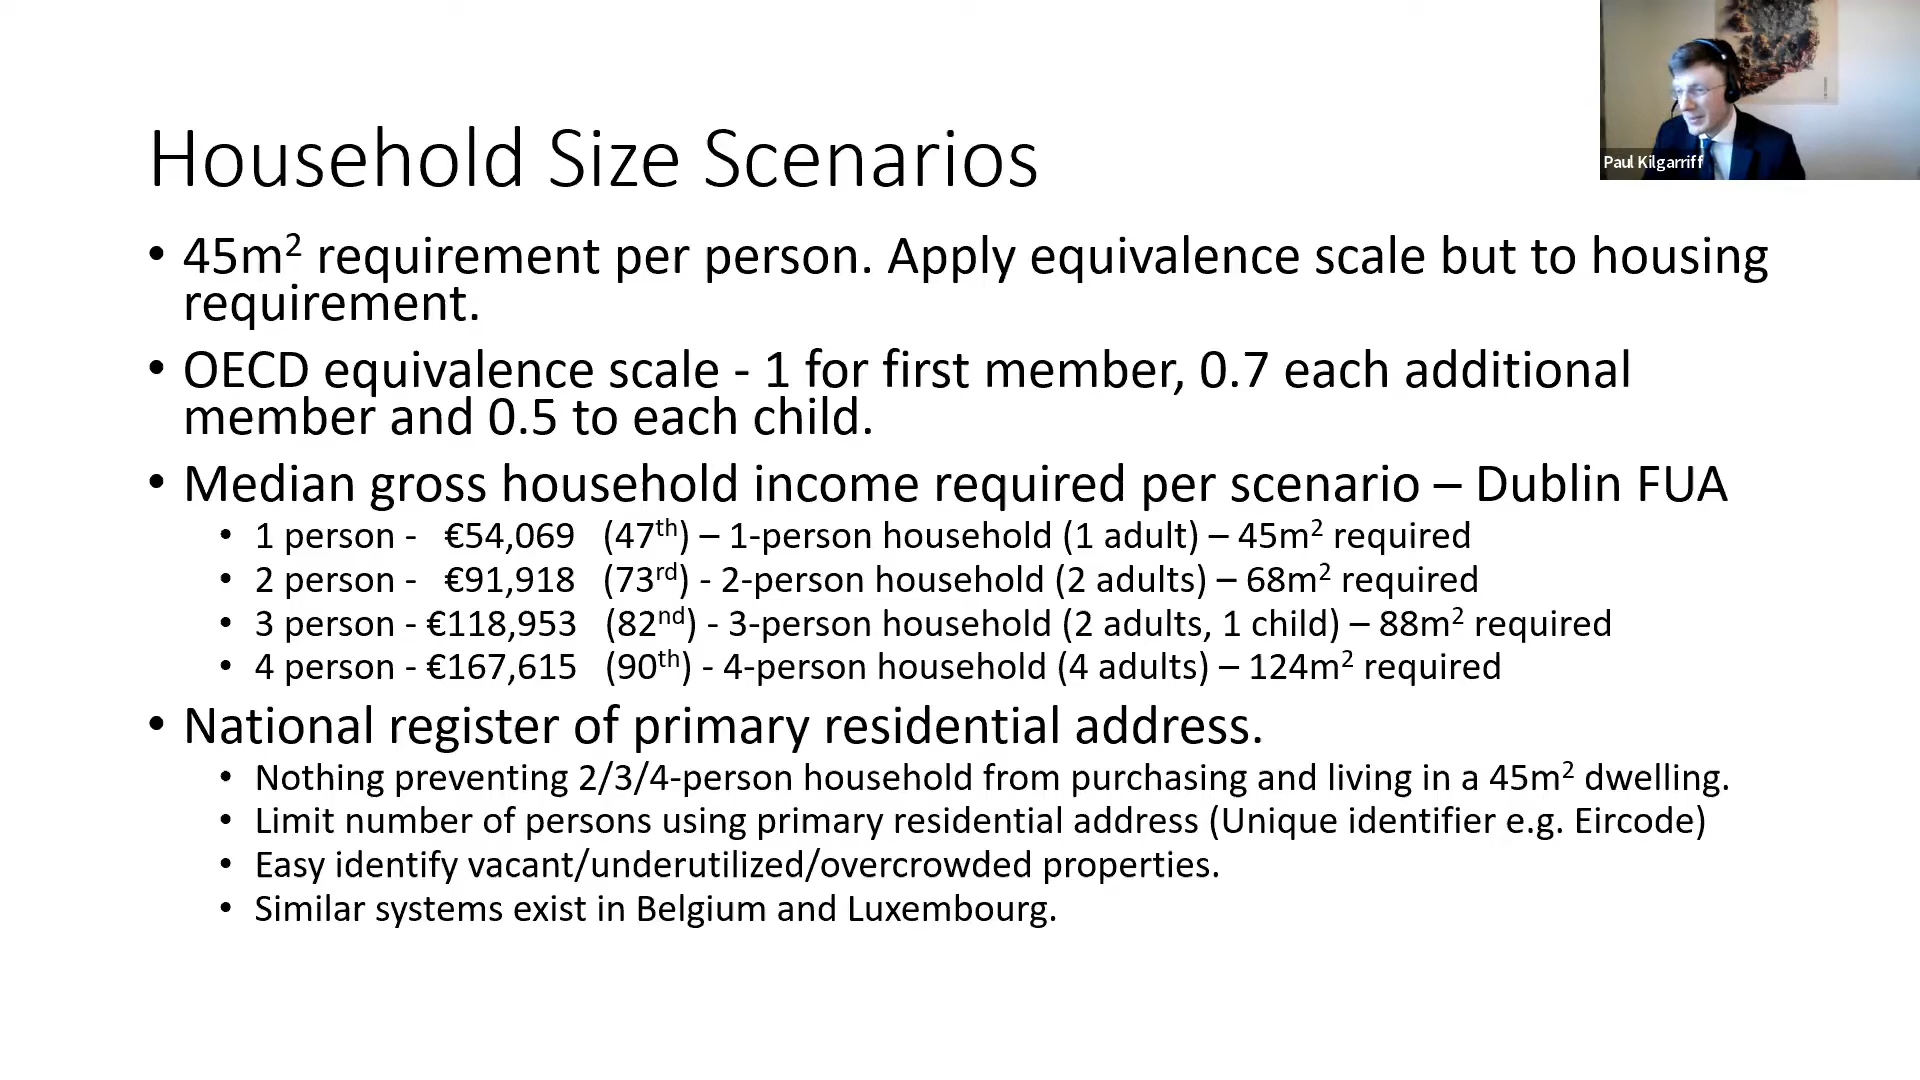 Household Size Scenarios
Paul Kilgarriff
• 45m² requirement per person. Apply equivalence scale but to housing
requirement.
• OECD equivalence scale - 1 for first member, 0.7 each additional
member and 0.5 to each child.
• Median gross household income required per scenario – Dublin FUA
• 1 person - €54,069 (47th) – 1-person household (1 adult) – 45m² required
• 2 person - €91,918 (73rd) - 2-person household (2 adults) – 68m² required
• 3 person - €118,953 (82nd) - 3-person household (2 adults, 1 child) – 88m² required
• 4 person - €167,615 (90th) - 4-person household (4 adults) – 124m² required
• National register of primary residential address.
• Nothing preventing 2/3/4-person household from purchasing and living in a 45m² dwelling.
• Limit number of persons using primary residential address (Unique identifier e.g. Eircode)
• Easy identify vacant/underutilized/overcrowded properties.
• Similar systems exist in Belgium and Luxembourg.